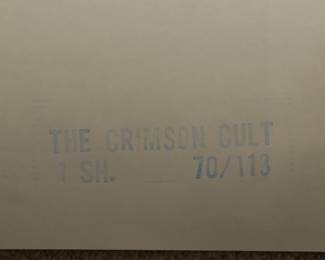 THE CRIMSON CULT
1 SH. 70/113